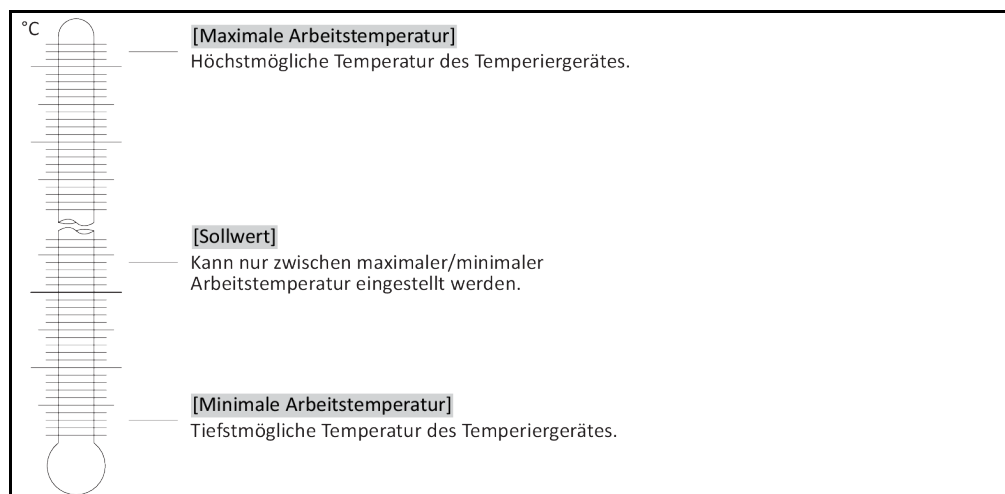 °C
[Maximale Arbeitstemperatur]
Höchstmögliche Temperatur des Temperiergerätes.
[Sollwert]
Kann nur zwischen maximaler/minimaler
Arbeitstemperatur eingestellt werden.
[Minimale Arbeitstemperatur]
Tiefstmögliche Temperatur des Temperiergerätes.